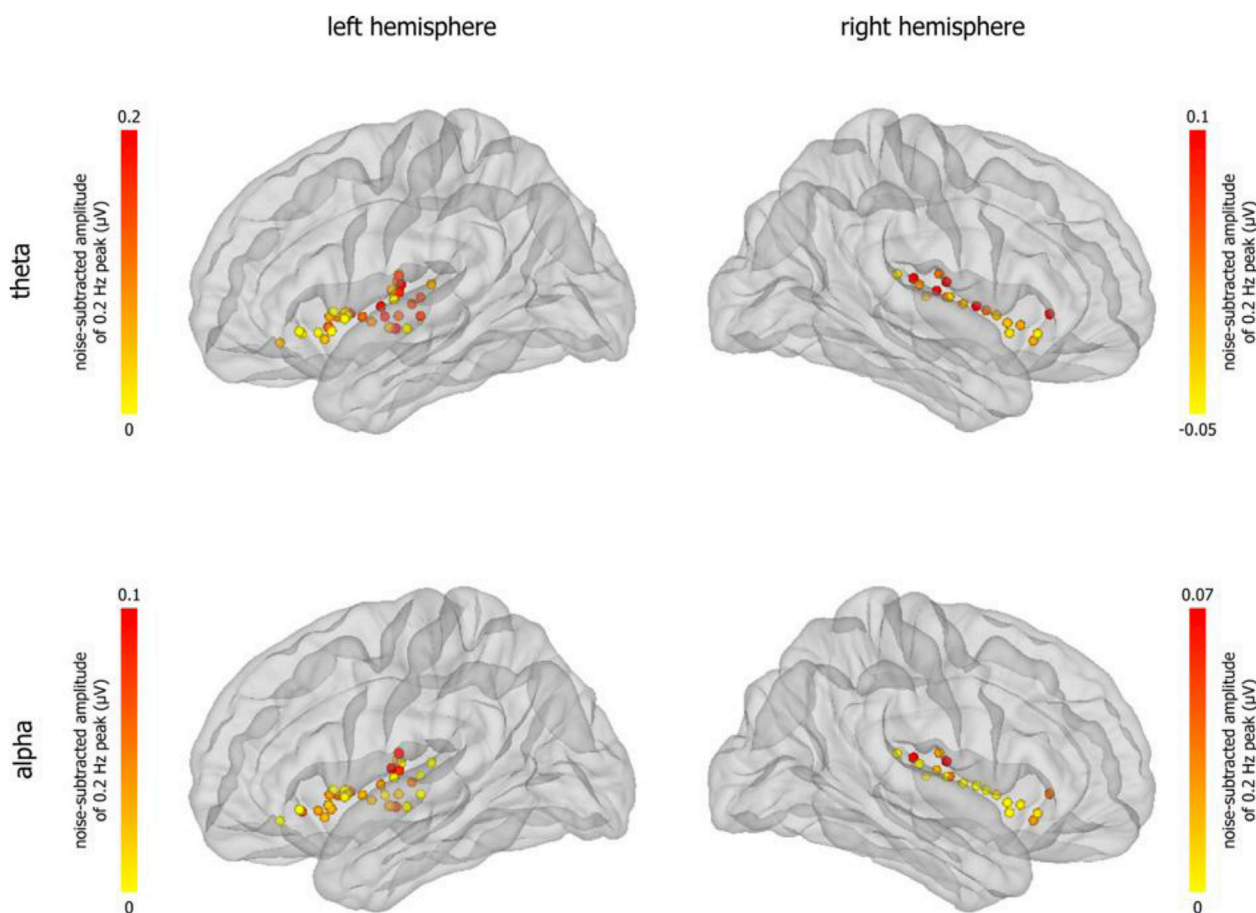 left hemisphere
right hemisphere
theta
0.2
noise-subtracted amplitude
of 0.2 Hz peak (µV)
0
0.1
noise-subtracted amplitude
of 0.2 Hz peak (µV)
-0.05
alpha
0.1
noise-subtracted amplitude
of 0.2 Hz peak (µV)
0
0.07
noise-subtracted amplitude
of 0.2 Hz peak (µV)
0